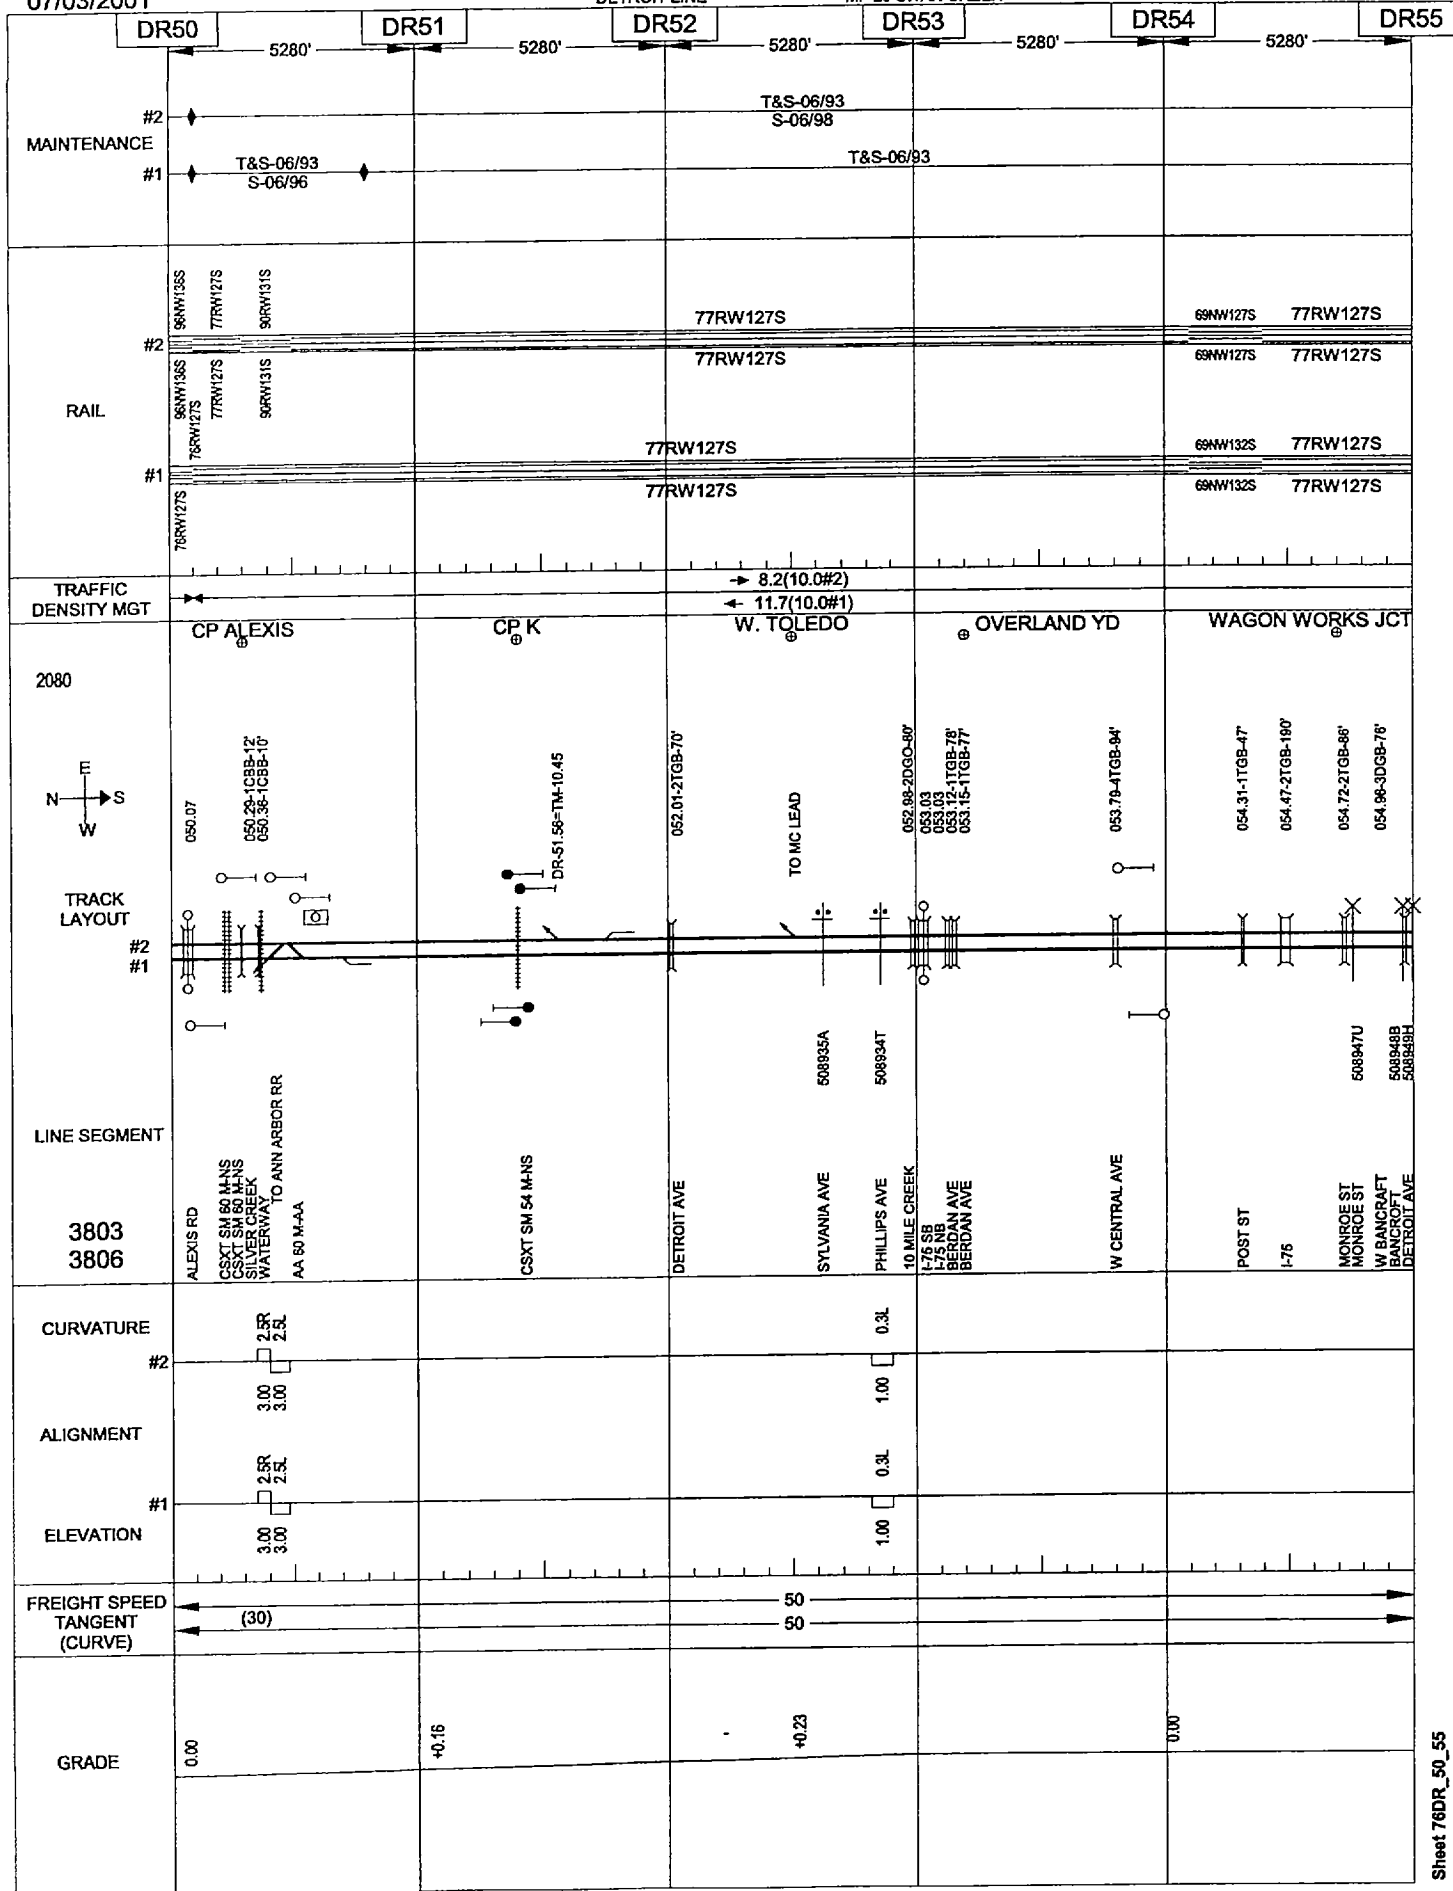 07/03/2001
DETROIT LINE
DR50
DR51
DR52
DR53
DR54
DR55
5280'
5280'
5280'
5280'
5280'
MAINTENANCE
#2
T&S-06/93
S-06/98
#1
T&S-06/93
S-06/96
T&S-06/93
RAIL
96NW136S
77RW127S
90RW131S
77RW127S
69NW127S
77RW127S
#2
96NW136S
77RW127S
90RW131S
77RW127S
69NW127S
77RW127S
76RW127S
77RW127S
69NW132S
77RW127S
#1
76RW127S
77RW127S
69NW132S
77RW127S
TRAFFIC
DENSITY MGT
8.2(10.0#2)
11.7(10.0#1)
CP ALEXIS
CP K
W. TOLEDO
OVERLAND YD
WAGON WORKS JCT
2080
E
N
S
W
050.07
050.29-1CBB-12'
050.36-1CBB-10'
DR-51.56=TM-10.45
052.01-2TGB-70'
TO MC LEAD
052.98-2DGO-80'
053.03
053.03
053.12-1TGB-78'
053.15-1TGB-77'
053.79-4TGB-94'
054.31-1TGB-47'
054.47-2TGB-190'
054.72-2TGB-86'
054.96-3DGB-76'
TRACK
LAYOUT
#2
#1
508935A
508934T
508947U
508948B
508949H
LINE SEGMENT
3803
3806
ALEXIS RD
CSXT SM 60 M-NS
CSXT SM 60 M-NS
SILVER CREEK
WATERWAY
TO ANN ARBOR RR
AA 60 M-AA
CSXT SM 54 M-NS
DETROIT AVE
SYLVANIA AVE
PHILLIPS AVE
10 MILE CREEK
I-75 SB
I-75 NB
BERDAN AVE
BERDAN AVE
W CENTRAL AVE
POST ST
I-75
MONROE ST
MONROE ST
W BANCRAFT
BANCROFT
DETROIT AVE
CURVATURE
2.5R
2.5L
0.3L
#2
3.00
3.00
1.00
ALIGNMENT
2.5R
2.5L
0.3L
#1
3.00
3.00
1.00
ELEVATION
FREIGHT SPEED
TANGENT
(CURVE)
(30)
50
50
GRADE
0.00
+0.16
+0.23
0.00
Sheet 76DR_50_55